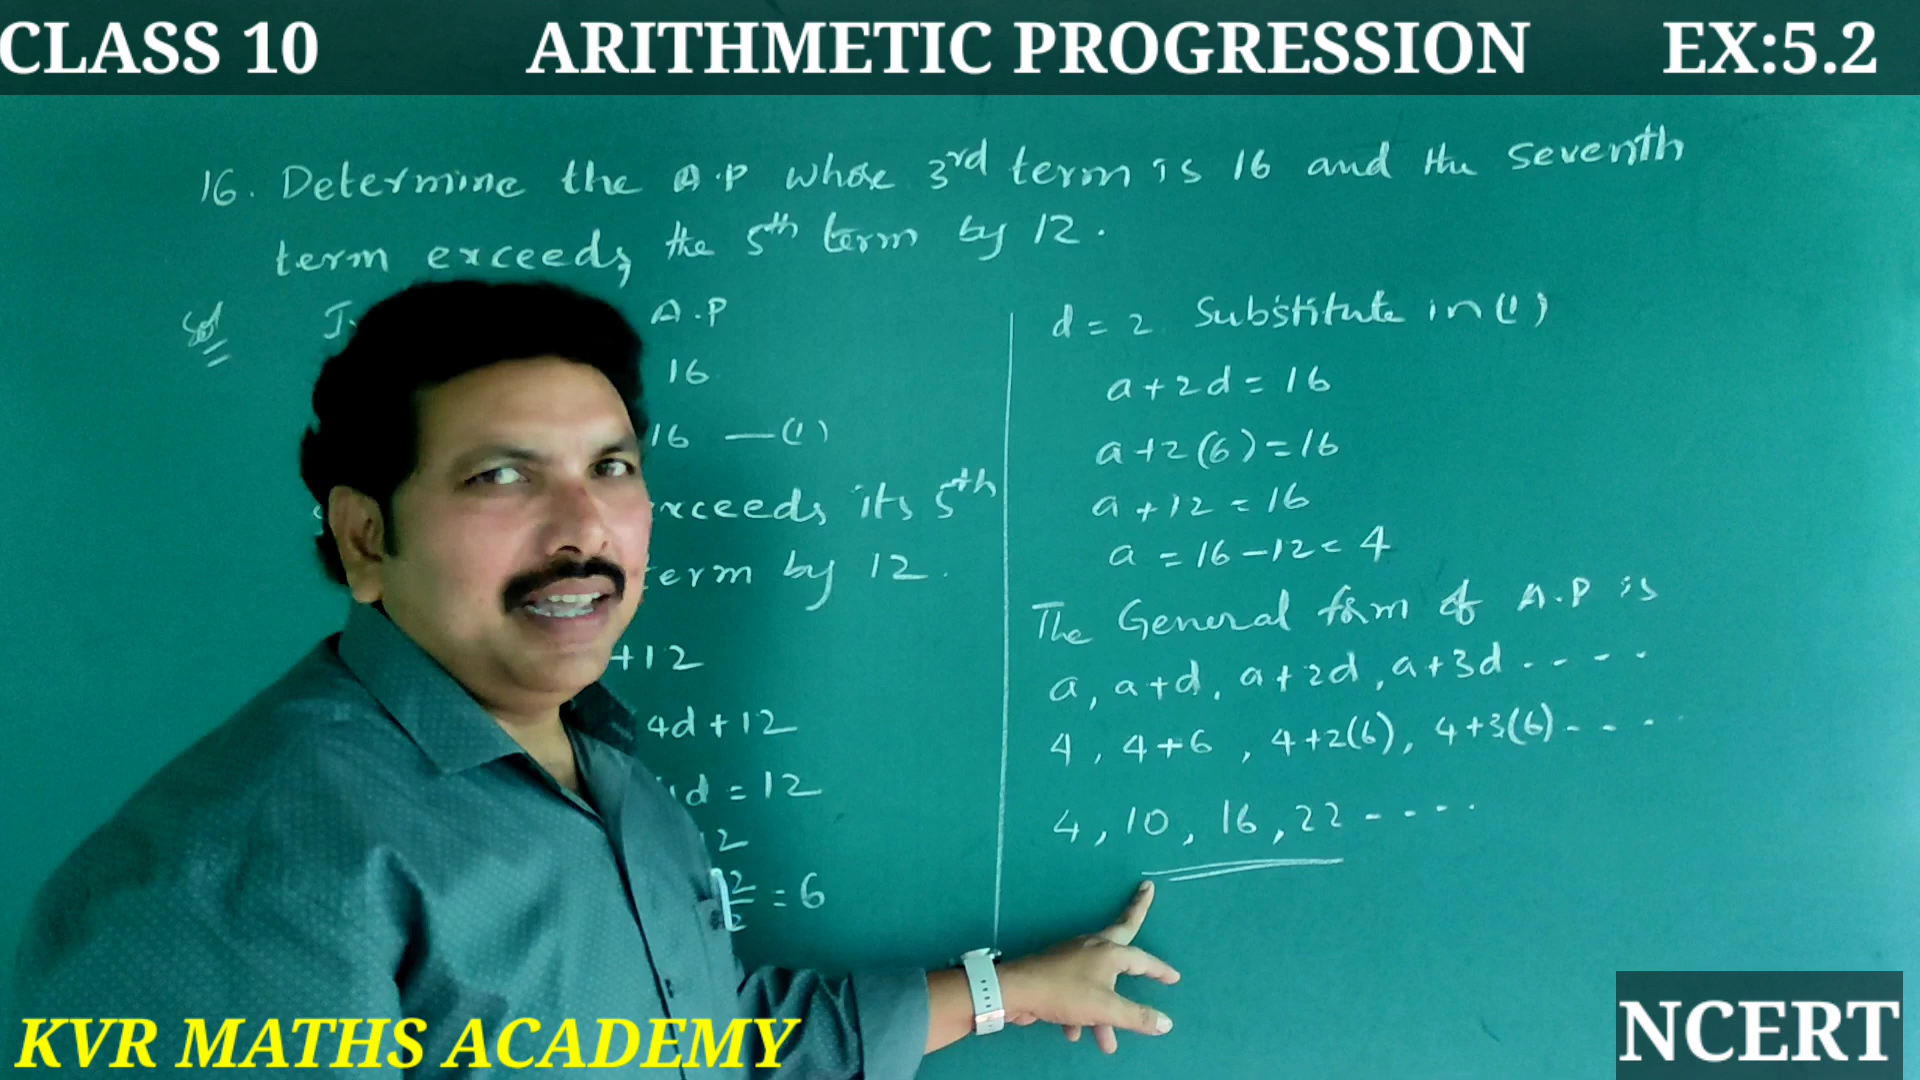 CLASS 10 ARITHMETIC PROGRESSION EX:5.2
16. Determine the A.P whose 3rd term is 16 and the seventh
term exceeds the 5th term by 12.
Sol
A.P
16
16 —(1)
exceeds its 5th
term by 12.
+12
4d+12
d = 12
2
= 6
d = 2 Substitute in (1)
a+2d = 16
a+2(6) = 16
a+12 = 16
a = 16-12 = 4
The General form of A.P is
a, a+d, a+2d, a+3d - - - -
4, 4+6, 4+2(6), 4+3(6) - - - -
4, 10, 16, 22 - - - -
KVR MATHS ACADEMY
NCERT